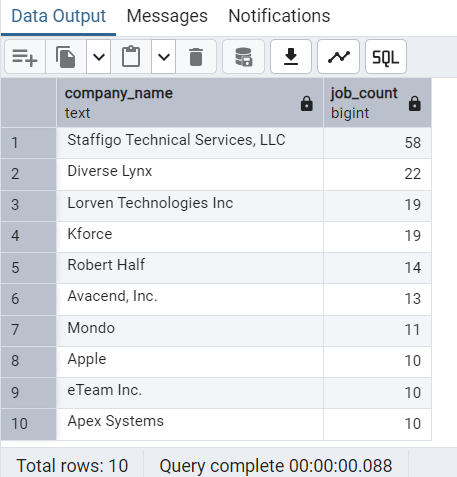 Data Output Messages Notifications
SQL
company_name job_count
text bigint
1 Staffigo Technical Services, LLC 58
2 Diverse Lynx 22
3 Lorven Technologies Inc 19
4 Kforce 19
5 Robert Half 14
6 Avacend, Inc. 13
7 Mondo 11
8 Apple 10
9 eTeam Inc. 10
10 Apex Systems 10
Total rows: 10 Query complete 00:00:00.088